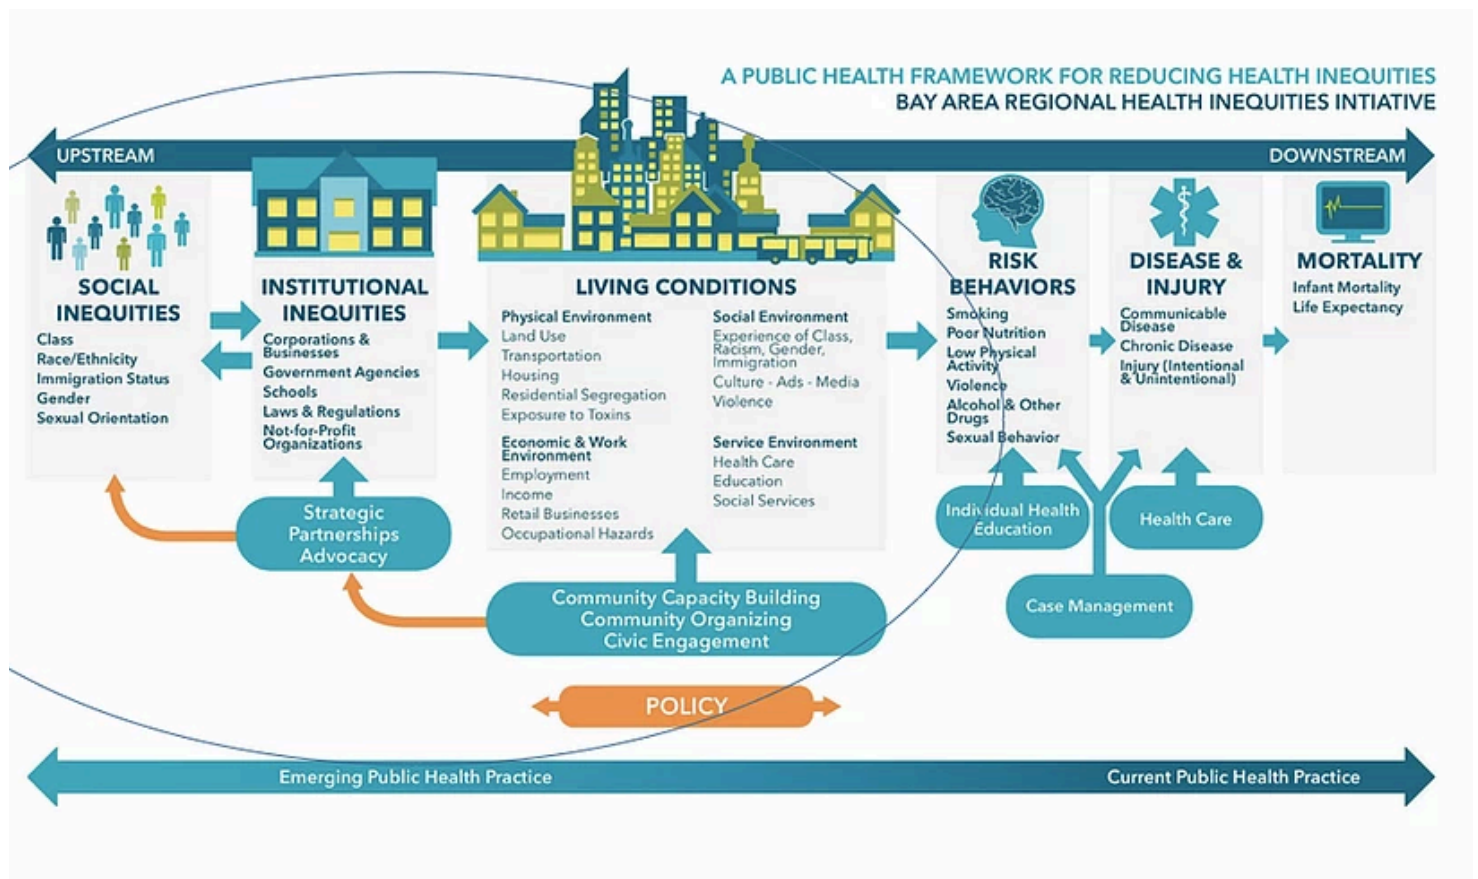 A PUBLIC HEALTH FRAMEWORK FOR REDUCING HEALTH INEQUITIES
BAY AREA REGIONAL HEALTH INEQUITIES INTIATIVE
UPSTREAM
DOWNSTREAM
SOCIAL
INEQUITIES
Class
Race/Ethnicity
Immigration Status
Gender
Sexual Orientation
INSTITUTIONAL
INEQUITIES
Corporations &
Businesses
Government Agencies
Schools
Laws & Regulations
Not-for-Profit
Organizations
Strategic
Partnerships
Advocacy
LIVING CONDITIONS
Physical Environment
Land Use
Transportation
Housing
Residential Segregation
Exposure to Toxins
Economic & Work
Environment
Employment
Income
Retail Businesses
Occupational Hazards
Social Environment
Experience of Class,
Racism, Gender,
Immigration
Culture - Ads - Media
Violence
Service Environment
Health Care
Education
Social Services
Community Capacity Building
Community Organizing
Civic Engagement
RISK
BEHAVIORS
Smoking
Poor Nutrition
Low Physical
Activity
Violence
Alcohol & Other
Drugs
Sexual Behavior
Individual Health
Education
DISEASE &
INJURY
Communicable
Disease
Chronic Disease
Injury (Intentional
& Unintentional)
Health Care
Case Management
MORTALITY
Infant Mortality
Life Expectancy
POLICY
Emerging Public Health Practice
Current Public Health Practice